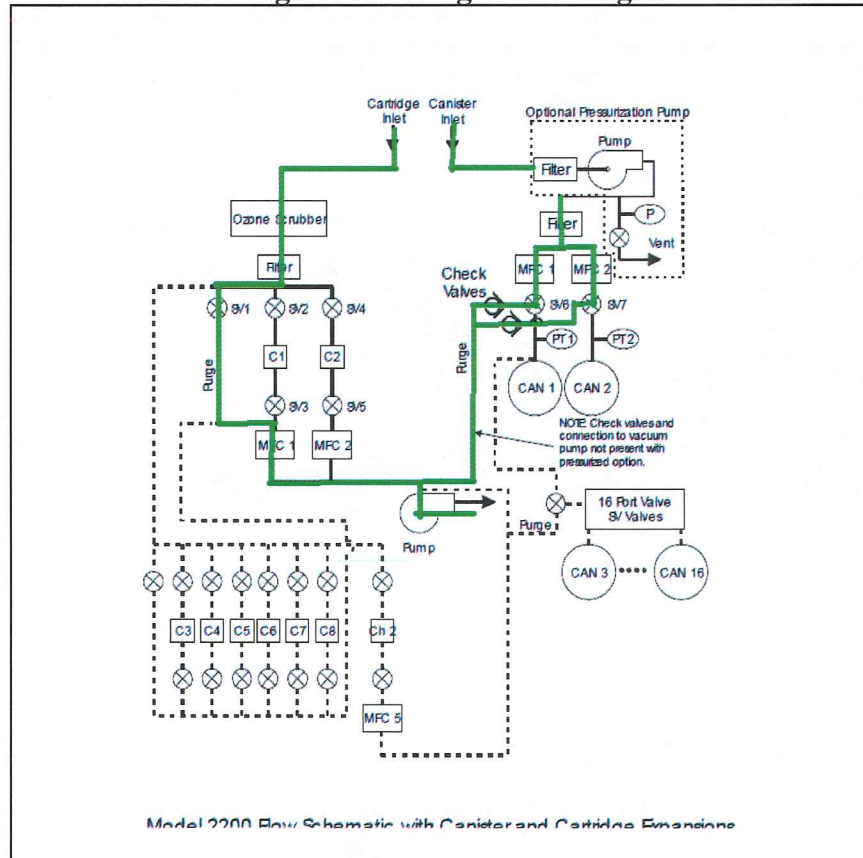 Cartridge
Inlet
Canister
Inlet
Optional Pressurization Pump
Pump
Filter
P
Vent
Ozone Scrubber
Filter
Filter
MFC 1
MFC 2
Check
Valves
SV1
SV2
SV4
SV6
SV7
C1
C2
PT1
PT2
Purge
Purge
CAN 1
CAN 2
SV3
SV5
MFC 1
MFC 2
NOTE: Check valves and
connection to vacuum
pump not present with
pressurized option.
16 Port Valve
SV Valves
Purge
Pump
CAN 3
CAN 16
C3
C4
C5
C6
C7
C8
Ch 2
MFC 5
Model 2200 Flow Schematic with Canister and Cartridge Expansions